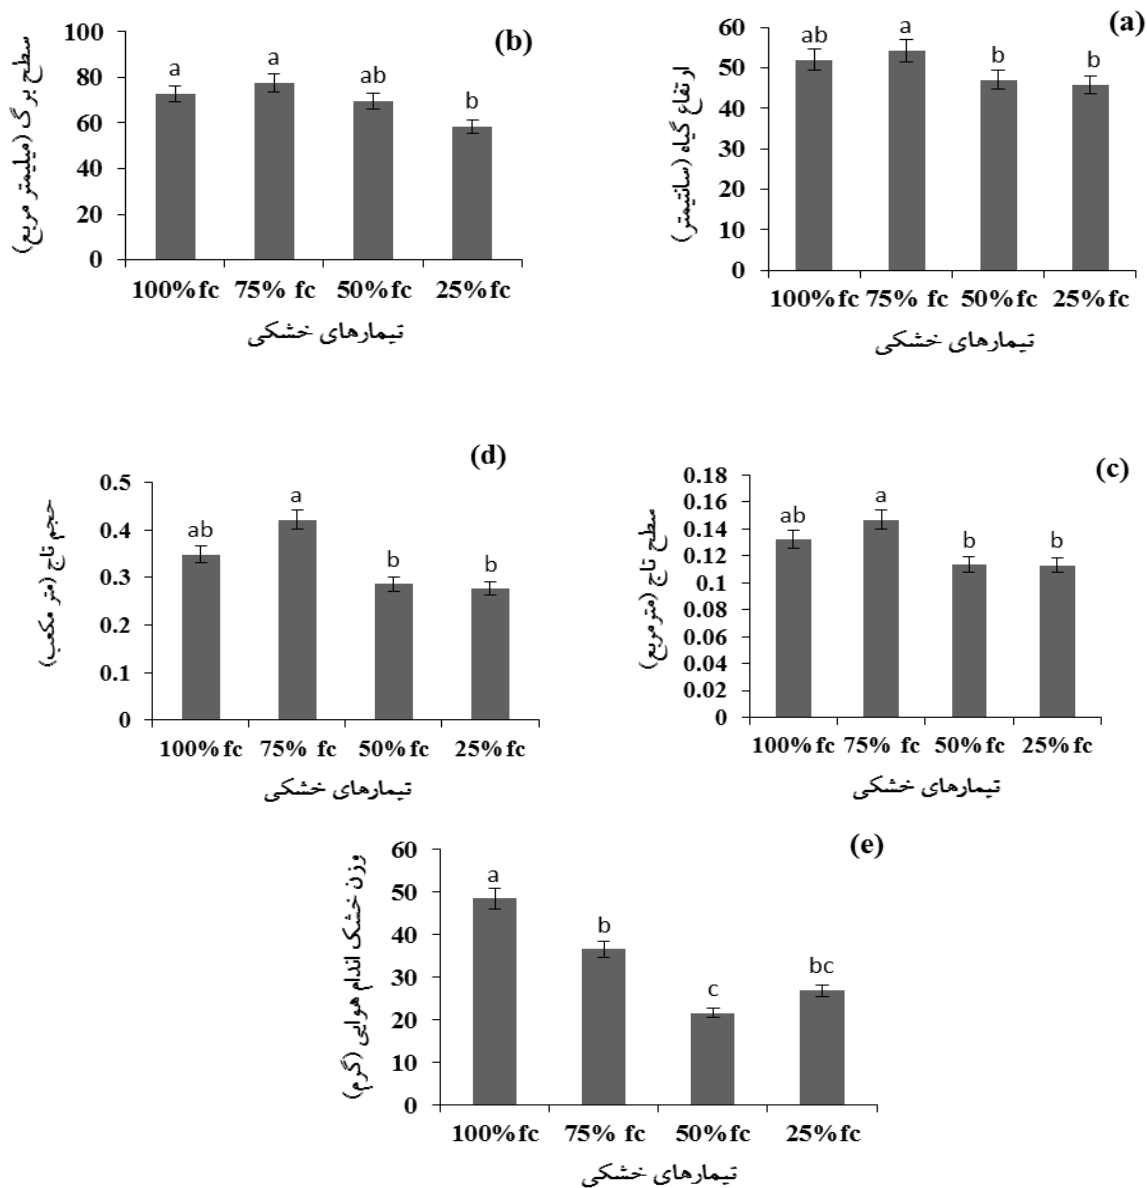 (b)
سطح برگ (میلیمتر مربع)
100
80
60
40
20
0
a
a
ab
b
100%fc 75% fc 50%fc 25%fc
تیمارهای خشکی
(a)
ارتفاع گیاه (سانتیمتر)
60
50
40
30
20
10
0
ab
a
b
b
100%fc 75% fc 50%fc 25%fc
تیمارهای خشکی
(d)
حجم تاج (متر مکعب)
0.5
0.4
0.3
0.2
0.1
0
ab
a
b
b
100%fc 75% fc 50%fc 25%fc
تیمارهای خشکی
(c)
سطح تاج (مترمربع)
0.18
0.16
0.14
0.12
0.1
0.08
0.06
0.04
0.02
0
ab
a
b
b
100%fc 75% fc 50%fc 25%fc
تیمارهای خشکی
(e)
وزن خشک اندام هوایی (گرم)
60
50
40
30
20
10
0
a
b
c
bc
100%fc 75% fc 50%fc 25%fc
تیمارهای خشکی